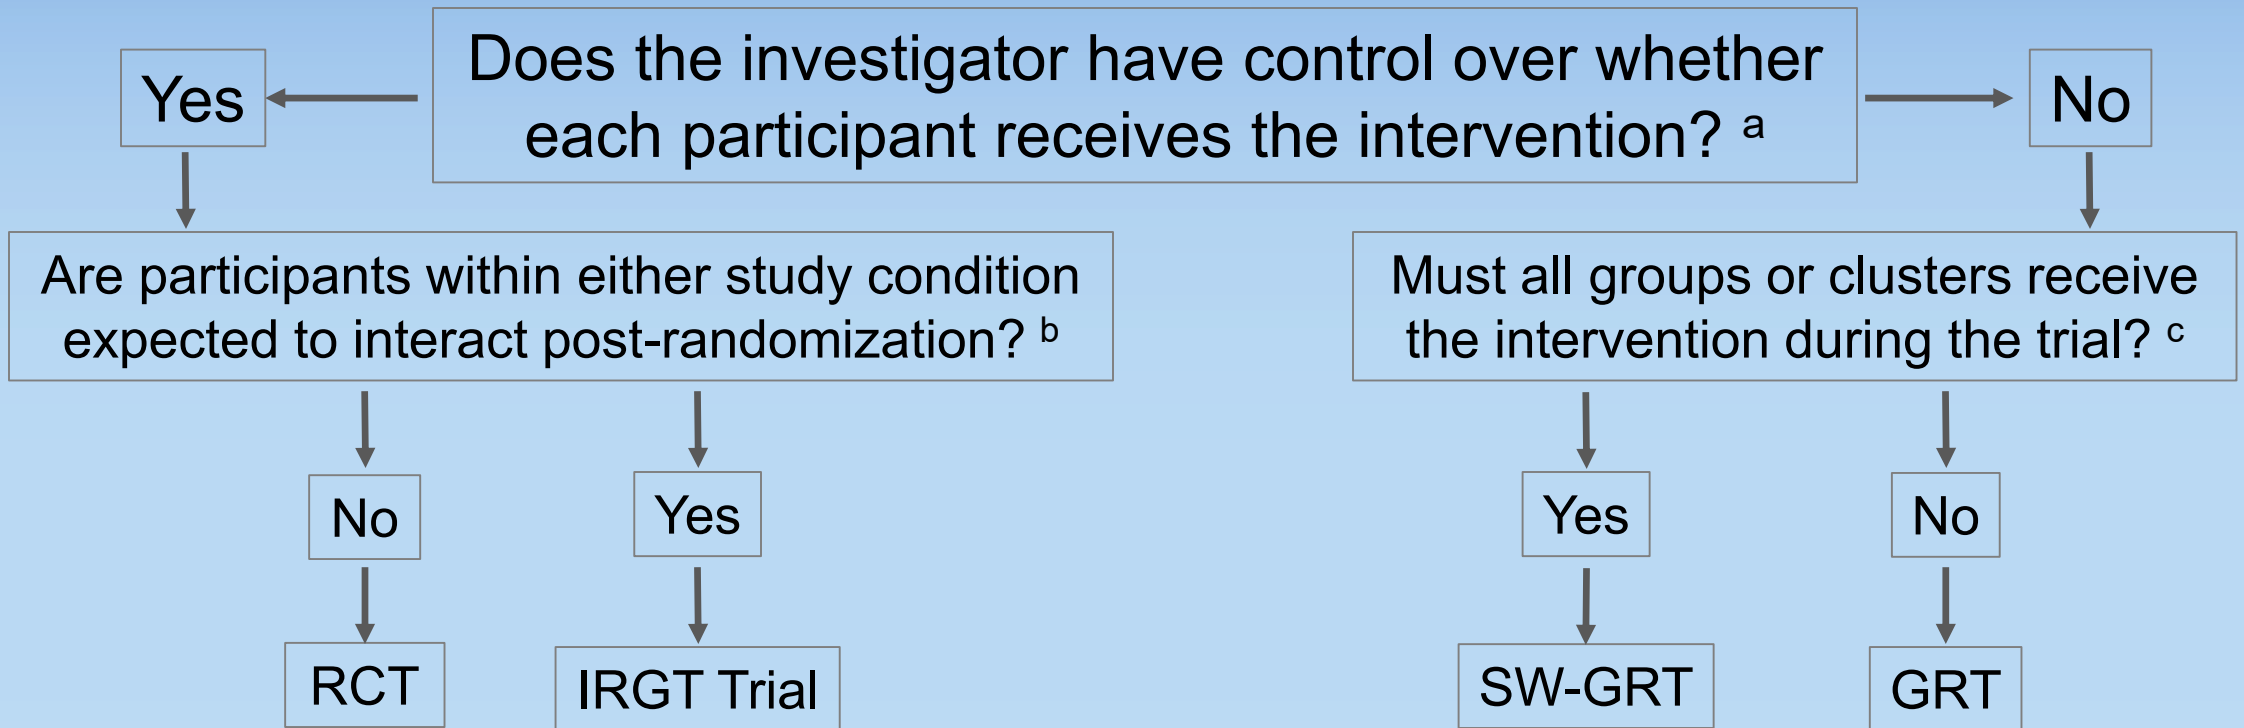 Does the investigator have control over whether
each participant receives the intervention? a
Yes
No
Are participants within either study condition
expected to interact post-randomization? b
Must all groups or clusters receive
the intervention during the trial? c
No
Yes
Yes
No
RCT
IRGT Trial
SW-GRT
GRT